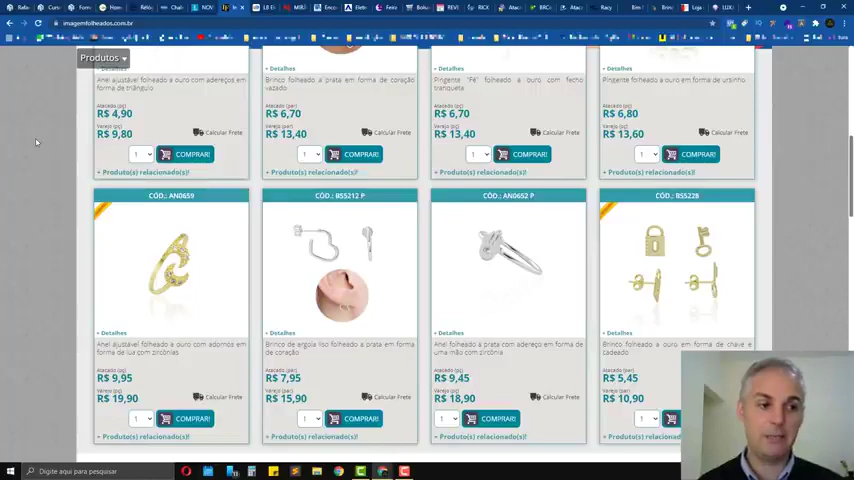 imagemfolheados.com.br
Produtos
+ Detalhes
Anel ajustável folheado a ouro com adereços em
forma de triângulo
Atacado (pç)
R$ 4,90
Varejo (pç)
R$ 9,80
Calcular Frete
1
COMPRAR!
+ Produto(s) relacionado(s)!
+ Detalhes
Brinco folheado a prata em forma de coração
vazado
Atacado (par)
R$ 6,70
Varejo (par)
R$ 13,40
Calcular Frete
1
COMPRAR!
+ Produto(s) relacionado(s)!
+ Detalhes
Pingente "Fé" folheado a ouro com fecho
tranqueta
Atacado (pç)
R$ 6,70
Varejo (pç)
R$ 13,40
Calcular Frete
1
COMPRAR!
+ Produto(s) relacionado(s)!
+ Detalhes
Pingente folheado a ouro em forma de ursinho
Atacado (pç)
R$ 6,80
Varejo (pç)
R$ 13,60
Calcular Frete
1
COMPRAR!
+ Produto(s) relacionado(s)!
CÓD.: AN0659
+ Detalhes
Anel ajustável folheado a ouro com adornos em
forma de lua com zircônias
Atacado (pç)
R$ 9,95
Varejo (pç)
R$ 19,90
Calcular Frete
1
COMPRAR!
+ Produto(s) relacionado(s)!
CÓD.: BS5212 P
+ Detalhes
Brinco de argola liso folheado a prata em forma
de coração
Atacado (par)
R$ 7,95
Varejo (par)
R$ 15,90
Calcular Frete
1
COMPRAR!
+ Produto(s) relacionado(s)!
CÓD.: AN0652 P
+ Detalhes
Anel folheado a prata com adereço em forma de
uma mão com zircônia
Atacado (pç)
R$ 9,45
Varejo (pç)
R$ 18,90
Calcular Frete
1
COMPRAR!
+ Produto(s) relacionado(s)!
CÓD.: BS5228
+ Detalhes
Brinco folheado a ouro em forma de chave e
cadeado
Atacado (par)
R$ 5,45
Varejo (par)
R$ 10,90
1
+ Produto(s)
Digite aqui para pesquisar